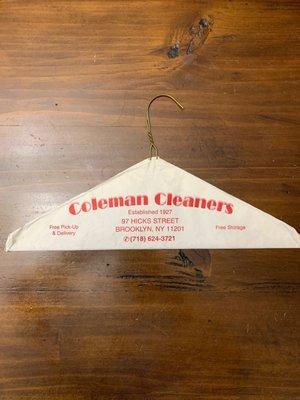 Coleman Cleaners
Established 1927
97 HICKS STREET
BROOKLYN, NY 11201
✆(718) 624-3721
Free Pick-Up
& Delivery
Free Storage